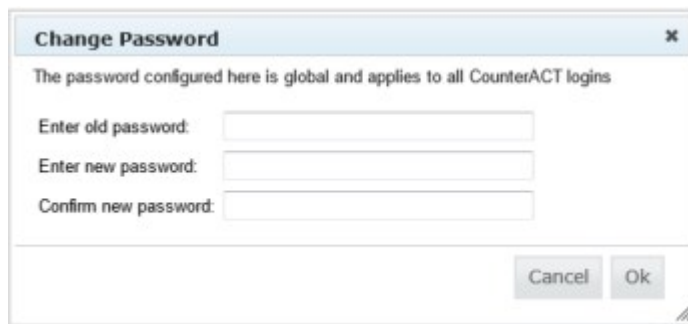 Change Password
The password configured here is global and applies to all CounterACT logins
Enter old password:
Enter new password:
Confirm new password:
Cancel Ok